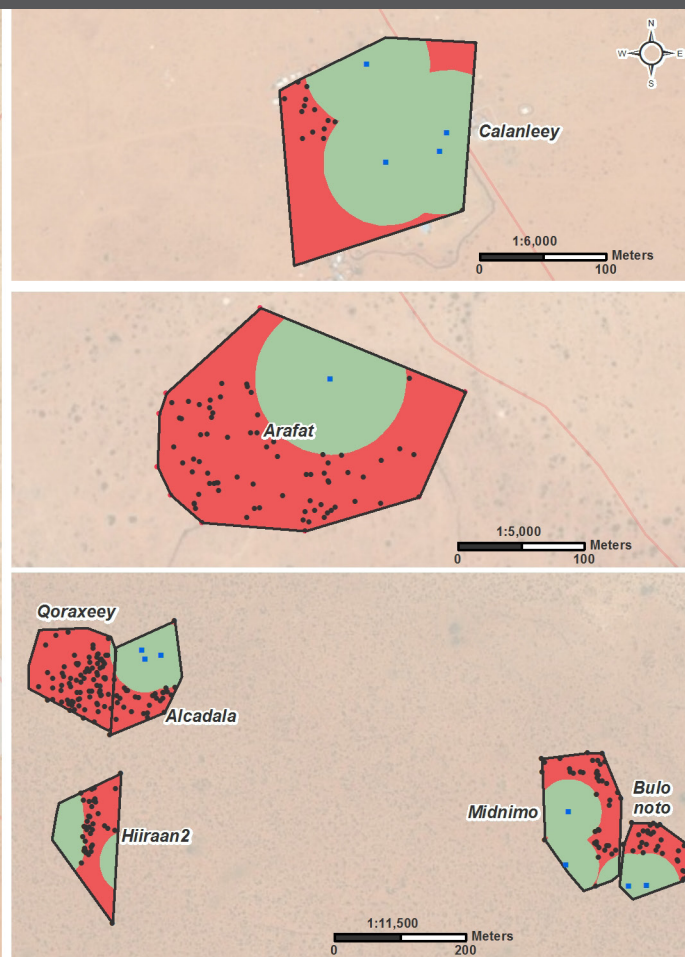 N
W E
S
Calanleey
1:6,000
Meters
0 100
Arafat
1:5,000
Meters
0 100
Qoraxeey
Alcadala
Hiiraan2
Midnimo
Bulo
noto
1:11,500
Meters
0 200